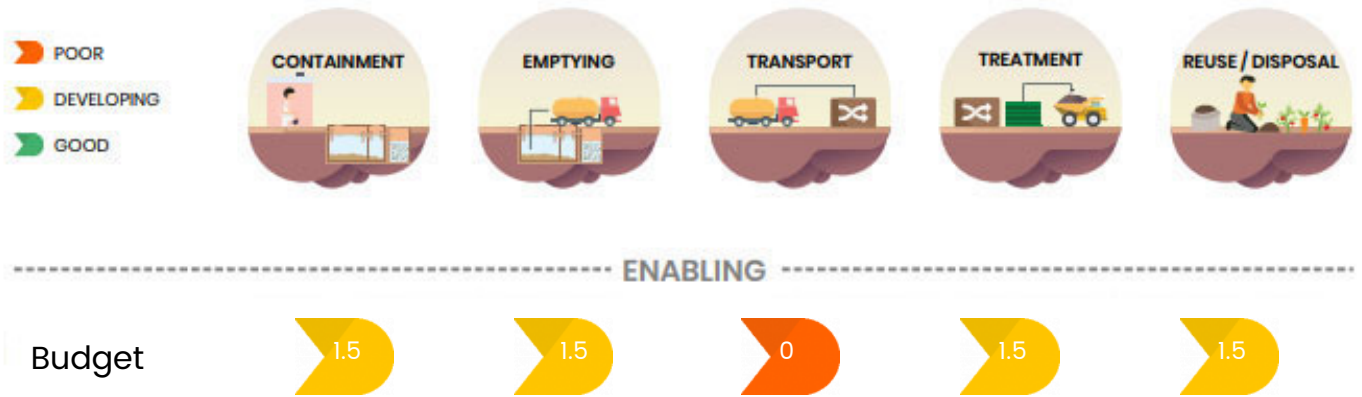 POOR
DEVELOPING
GOOD
CONTAINMENT
EMPTYING
TRANSPORT
TREATMENT
REUSE / DISPOSAL
ENABLING
Budget 1.5 1.5 0 1.5 1.5